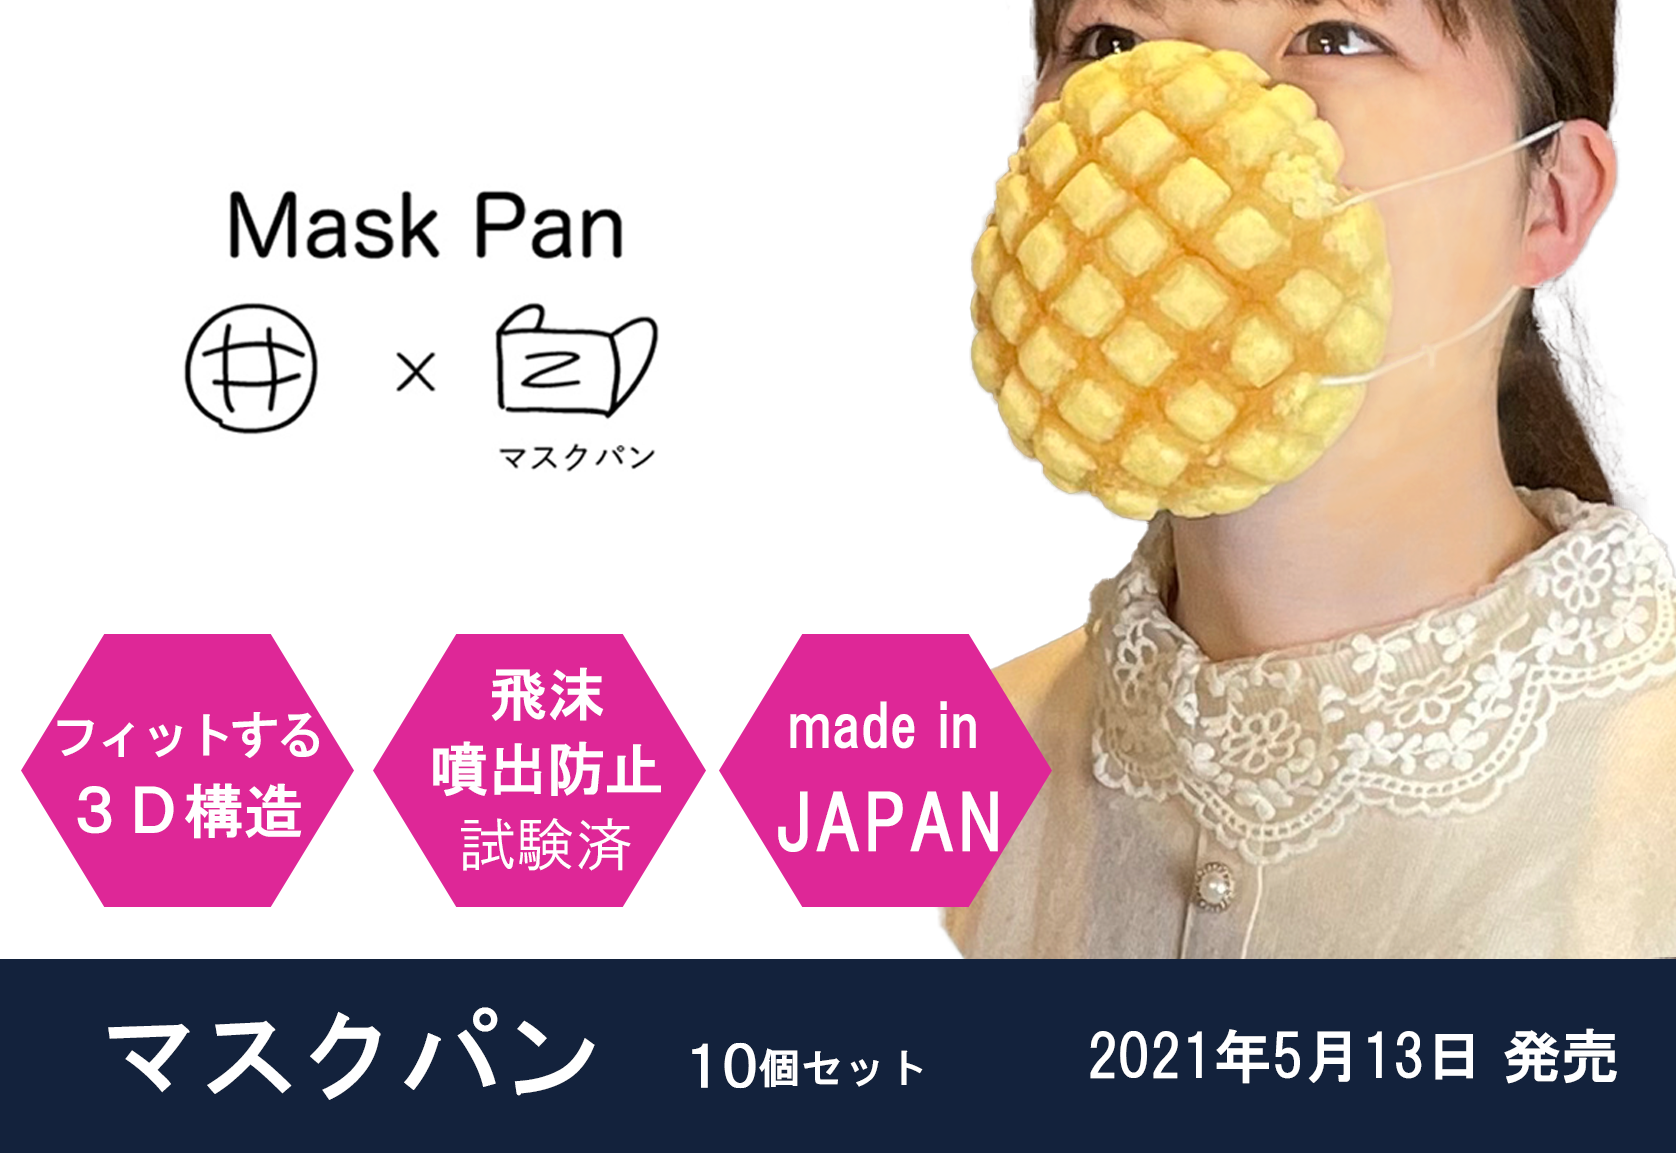 Mask Pan
×
マスクパン
フィットする
３Ｄ構造
飛沫
噴出防止
試験済
made in
JAPAN
マスクパン 10個セット 2021年5月13日 発売